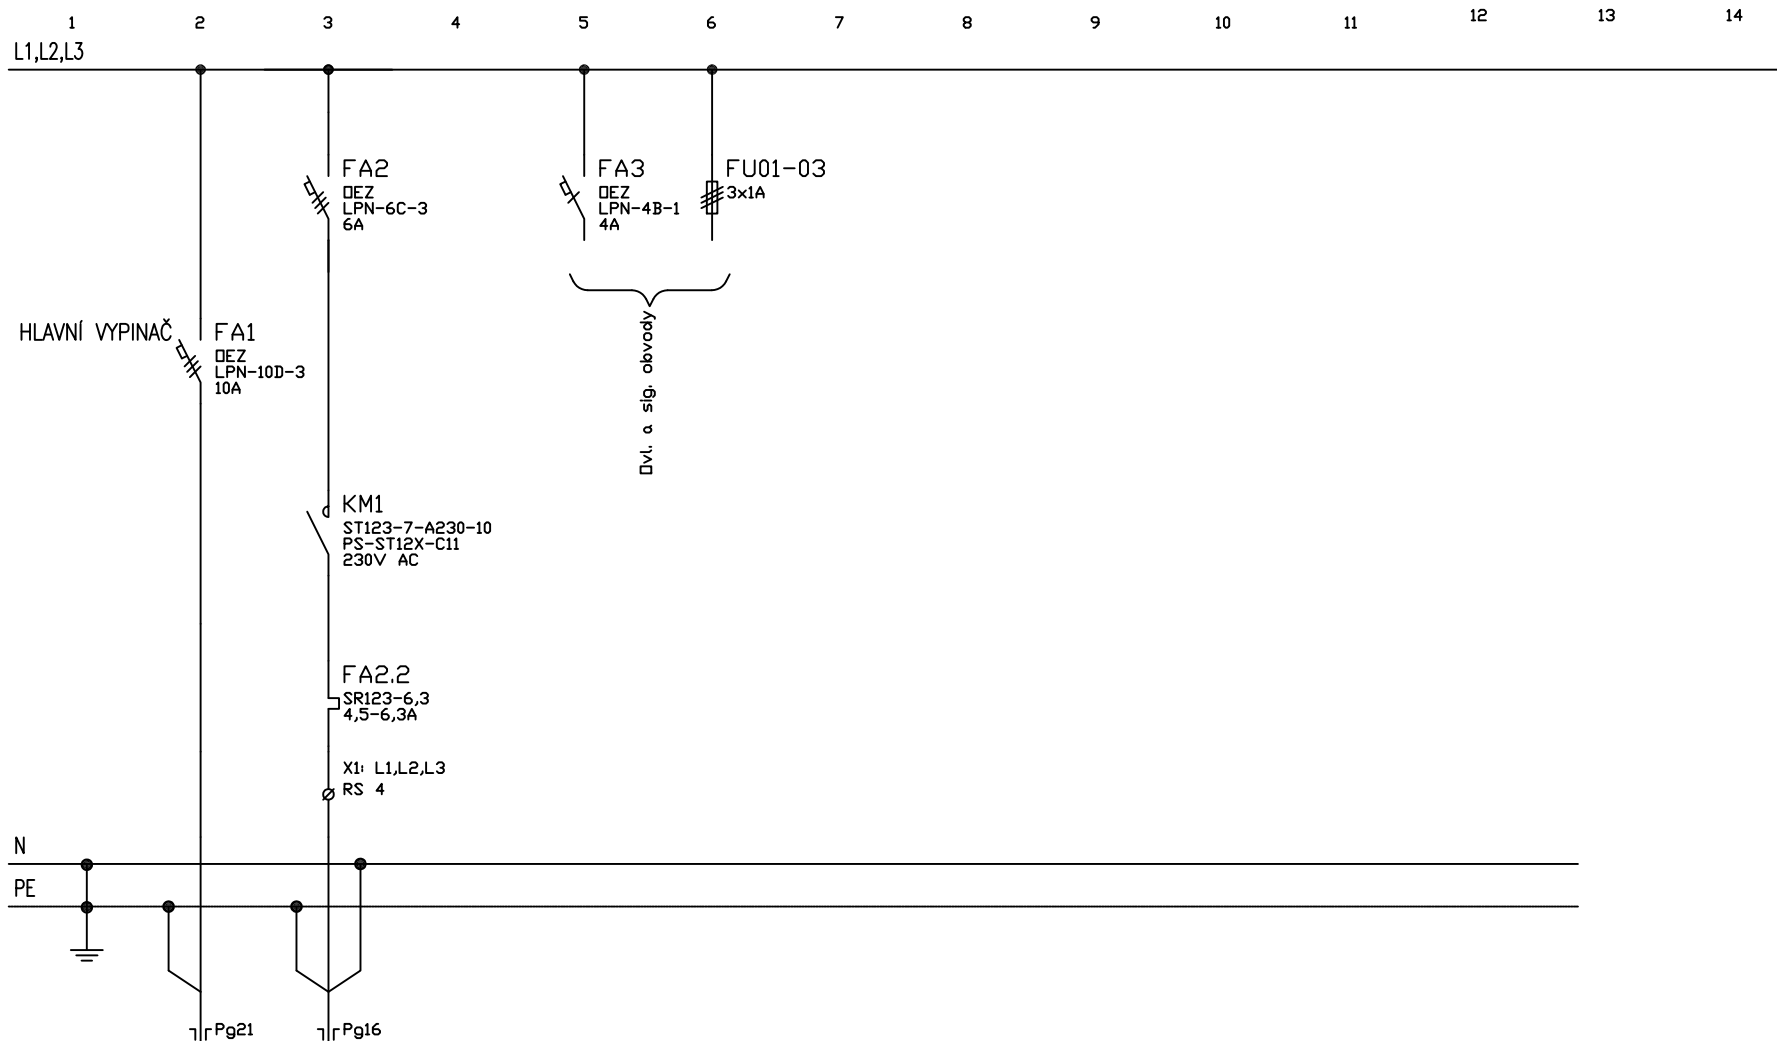 1 2 3 4 5 6 7 8 9 10 11 12 13 14
L1,L2,L3
FA2
OEZ
LPN-6C-3
6A
FA3
OEZ
LPN-4B-1
4A
FU01-03
3x1A
HLAVNÍ VYPINAČ
FA1
OEZ
LPN-10D-3
10A
Ovl. a sig. obvody
KM1
ST123-7-A230-10
PS-ST12X-C11
230V AC
FA2.2
SR123-6,3
4,5-6,3A
X1: L1,L2,L3
RS 4
N
PE
Pg21
Pg16